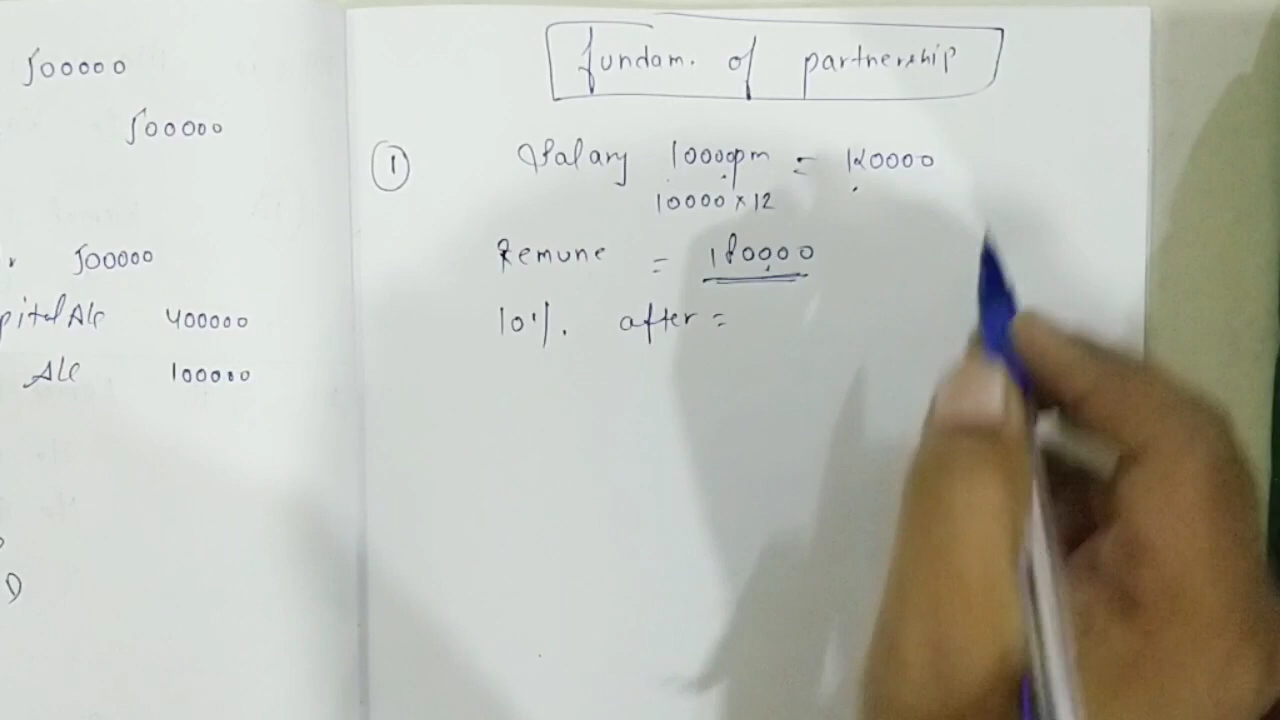 500000
500000
500000
pital A/c 400000
A/c 100000
D
fundam. of partnership
1 Salary 10000pm = 120000
10000 × 12
Remune = 180000
10%. after =